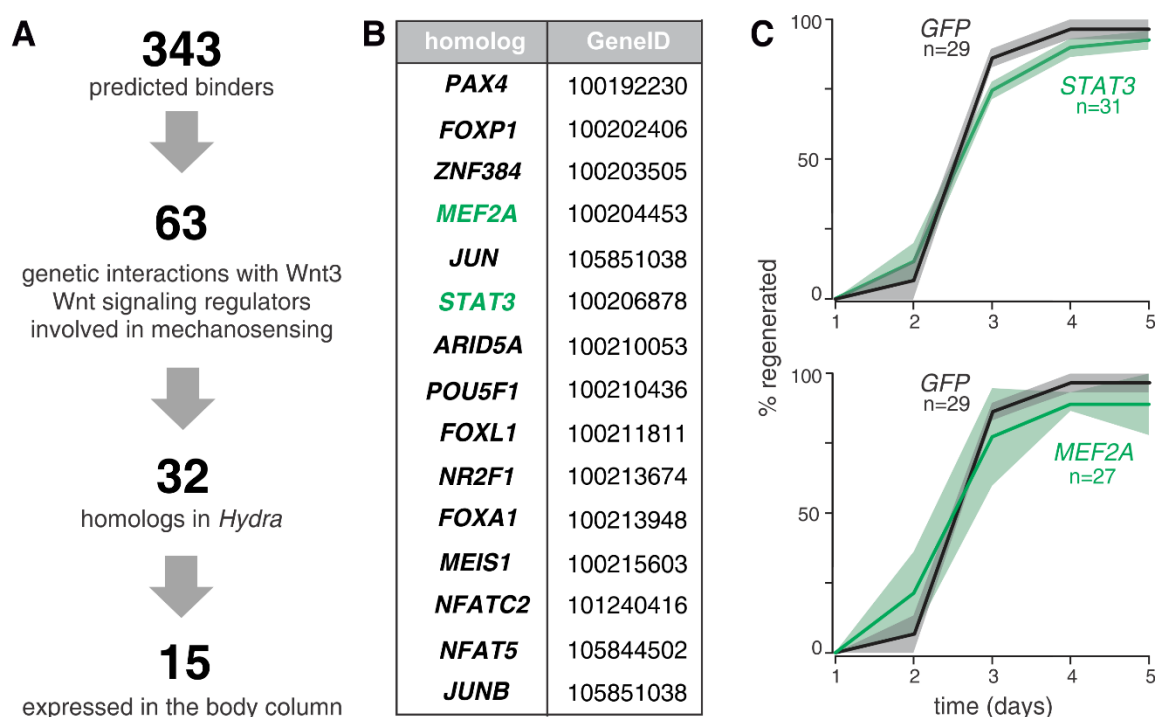 A
343
predicted binders
63
genetic interactions with Wnt3
Wnt signaling regulators
involved in mechanosensing
32
homologs in Hydra
15
expressed in the body column
B
homolog GeneID
PAX4 100192230
FOXP1 100202406
ZNF384 100203505
MEF2A 100204453
JUN 105851038
STAT3 100206878
ARID5A 100210053
POU5F1 100210436
FOXL1 100211811
NR2F1 100213674
FOXA1 100213948
MEIS1 100215603
NFATC2 101240416
NFAT5 105844502
JUNB 105851038
C
% regenerated
100
50
0
GFP
n=29
STAT3
n=31
1 2 3 4 5
100
50
0
GFP
n=29
MEF2A
n=27
1 2 3 4 5
time (days)